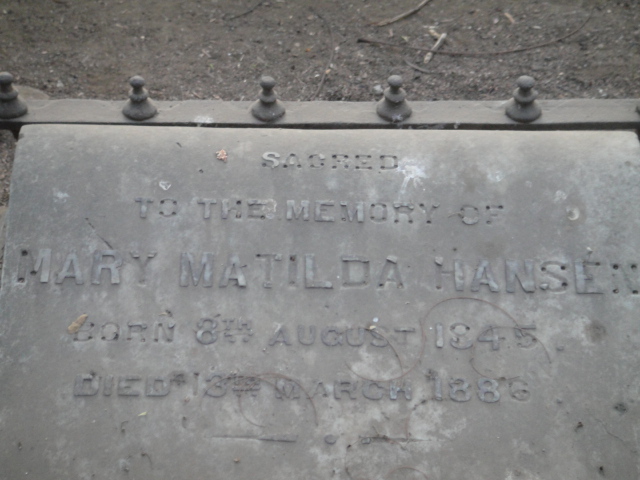 SACRED
TO THE MEMORY OF
MARY MATILDA HANSEN
BORN 8TH AUGUST 1845
DIED 13TH MARCH 1886